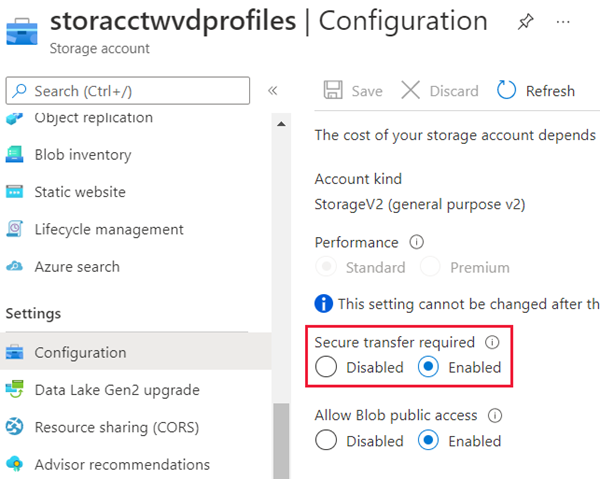 storacctwvdprofiles | Configuration
Storage account
Search (Ctrl+/)
Object replication
Blob inventory
Static website
Lifecycle management
Azure search
Settings
Configuration
Data Lake Gen2 upgrade
Resource sharing (CORS)
Advisor recommendations
Save Discard Refresh
The cost of your storage account depends
Account kind
StorageV2 (general purpose v2)
Performance
Standard Premium
This setting cannot be changed after th
Secure transfer required
Disabled Enabled
Allow Blob public access
Disabled Enabled